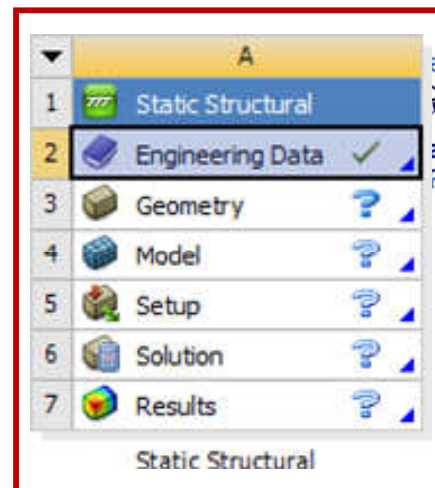 A
1 Static Structural
2 Engineering Data
3 Geometry ?
4 Model ?
5 Setup ?
6 Solution ?
7 Results ?
Static Structural